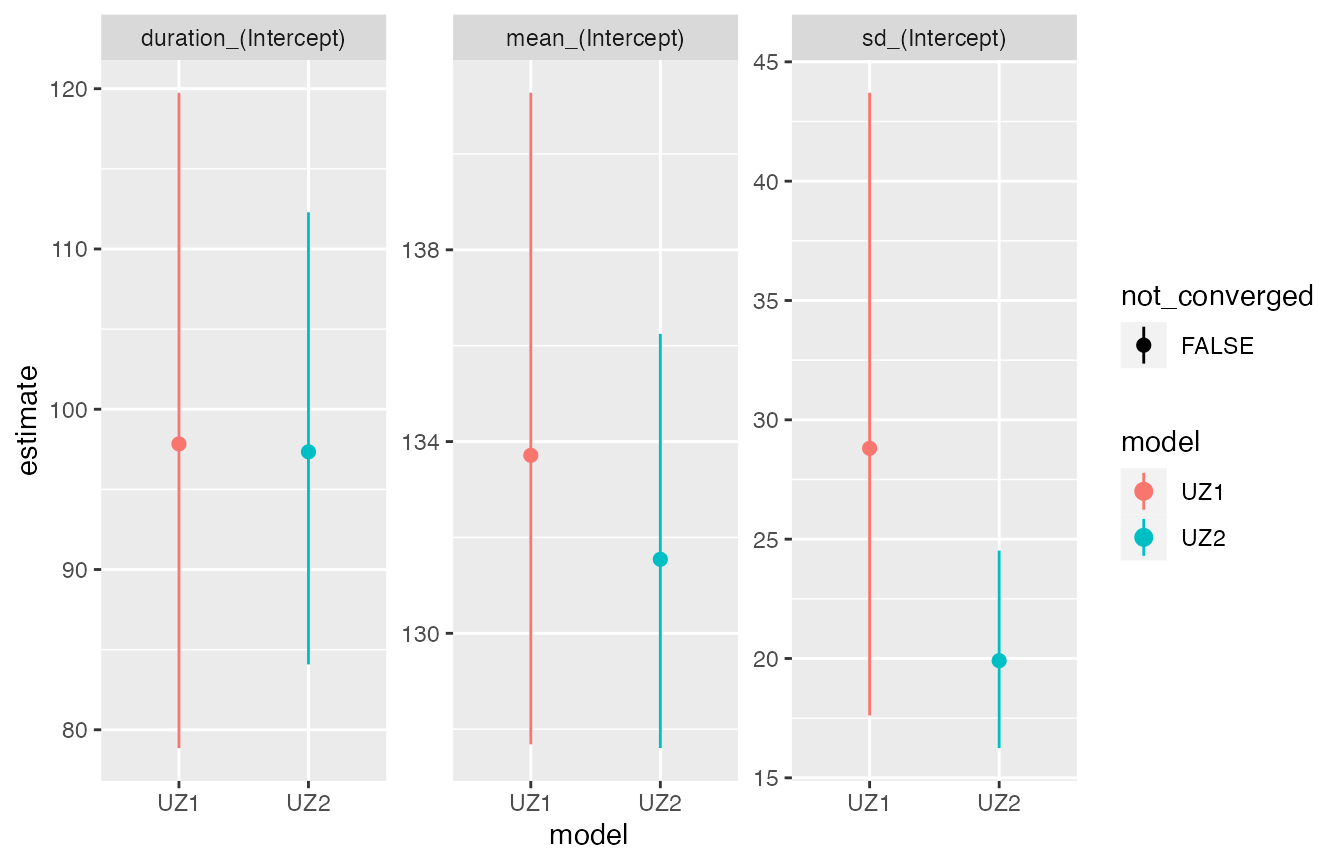 duration_(Intercept)
mean_(Intercept)
sd_(Intercept)
estimate
120
110
100
90
80
138
134
130
45
40
35
30
25
20
15
UZ1
UZ2
UZ1
UZ2
UZ1
UZ2
model
not_converged
FALSE
model
UZ1
UZ2